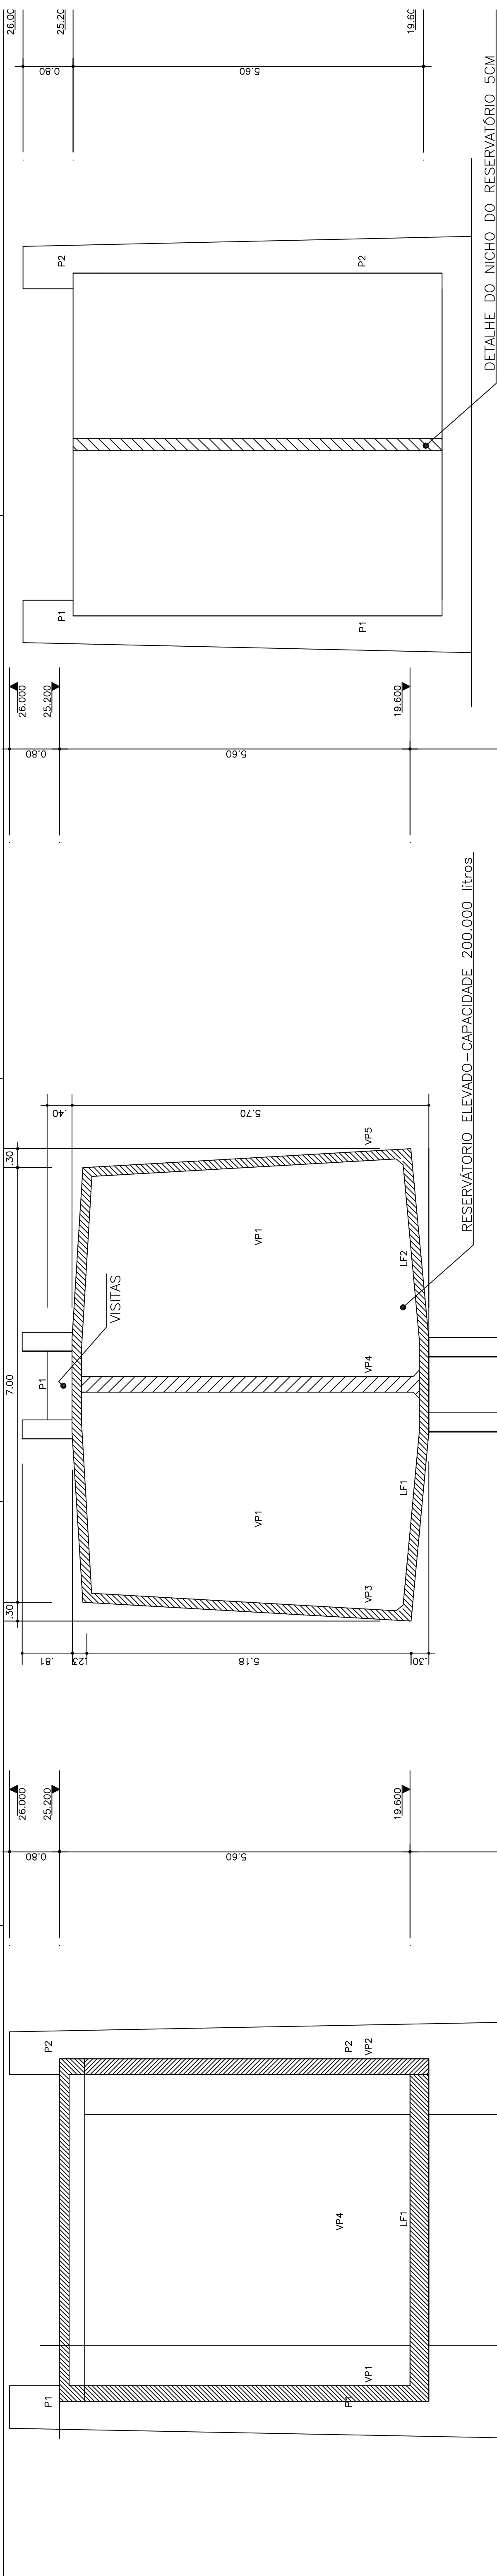 26.00
25.20
19.60
0.80
5.60
DETALHE DO NICHO DO RESERVATÓRIO 5CM
P2
P2
P1
P1
26.000
25.200
19.600
0.80
5.60
RESERVÁTORIO ELEVADO-CAPACIDADE 200.000 litros
.40
5.70
.30
VP5
VP1
LF2
VISITAS
P1
7.00
VP4
VP1
LF1
VP3
.30
.81
.23
5.18
.30
26.000
25.200
19.600
0.80
5.60
P2
P2
VP2
VP4
LF1
VP1
P1
P1